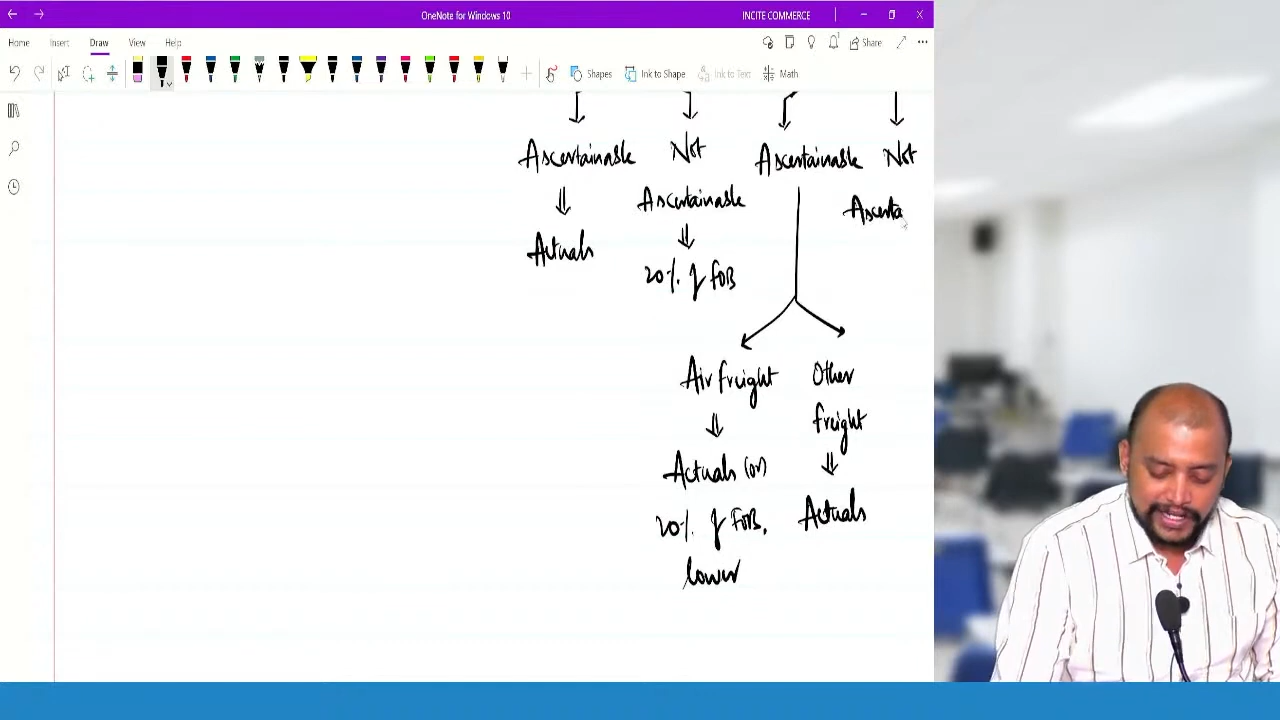 OneNote for Windows 10
INCITE COMMERCE
Home Insert Draw View Help
Share
Shapes
Ink to Shape
Ink to Text
Math
Ascertainable
Not
Ascertainable
Not
Ascertainable
Ascerta
Actuals
20% of FOB
Air freight
Other
freight
Actuals (or)
20% of FOB,
lower
Actuals